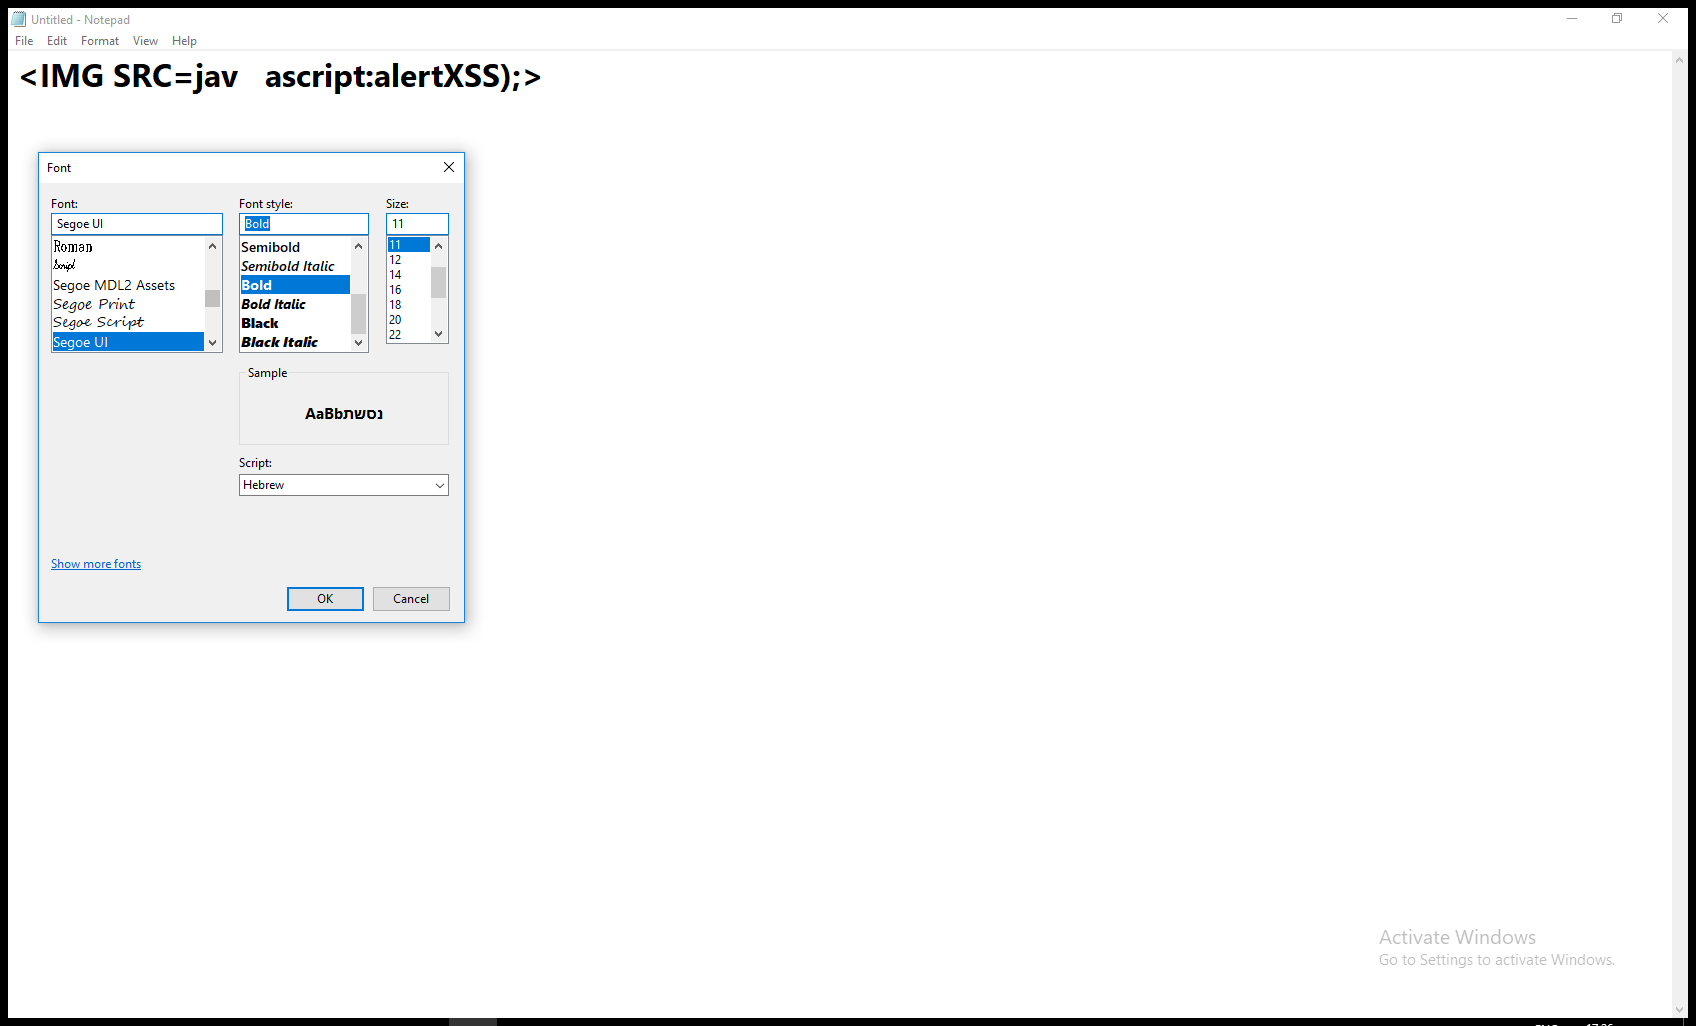 Untitled - Notepad
File Edit Format View Help
<IMG SRC=jav   ascript:alertXSS);>
Font
Font: Font style: Size:
Segoe UI Bold 11
Roman
Script
Segoe MDL2 Assets
Segoe Print
Segoe Script
Segoe UI
Semibold
Semibold Italic
Bold
Bold Italic
Black
Black Italic
11
12
14
16
18
20
22
Sample
AaBbנסשת
Script:
Hebrew
Show more fonts
OK Cancel
Activate Windows
Go to Settings to activate Windows.